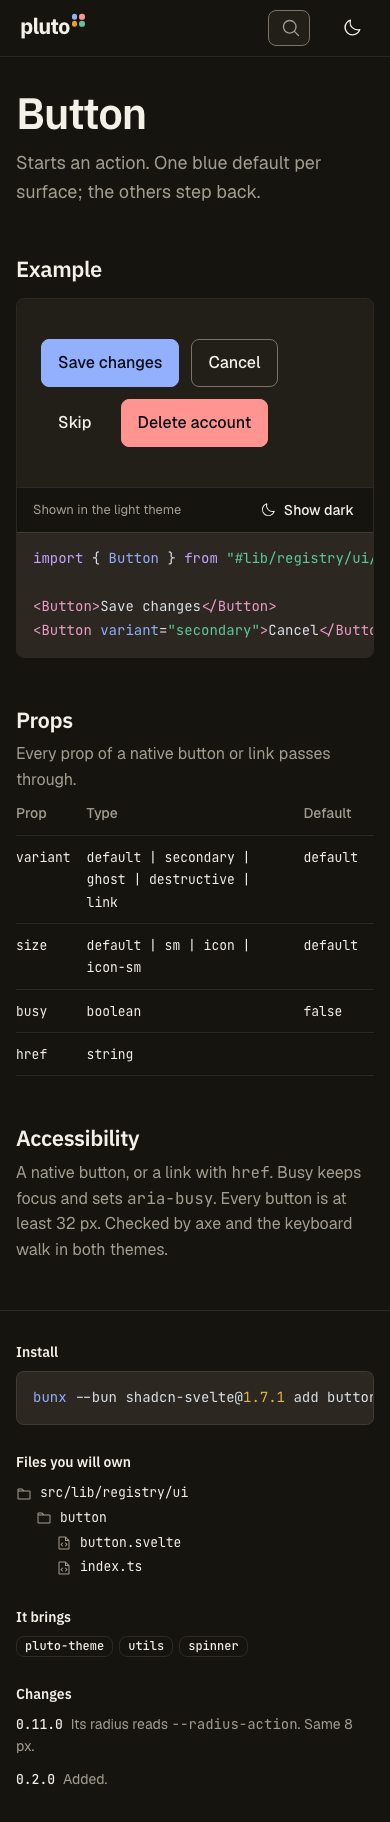 pluto
Button
Starts an action. One blue default per
surface; the others step back.
Example
Save changes
Cancel
Skip
Delete account
Shown in the light theme
Show dark
import { Button } from "#lib/registry/ui/
<Button>Save changes</Button>
<Button variant="secondary">Cancel</Butto
Props
Every prop of a native button or link passes
through.
Prop Type Default
variant default | secondary | default
ghost | destructive |
link
size default | sm | icon | default
icon-sm
busy boolean false
href string
Accessibility
A native button, or a link with href. Busy keeps
focus and sets aria-busy. Every button is at
least 32 px. Checked by axe and the keyboard
walk in both themes.
Install
bunx --bun shadcn-svelte@1.7.1 add button
Files you will own
src/lib/registry/ui
button
button.svelte
index.ts
It brings
pluto-theme utils spinner
Changes
0.11.0 Its radius reads --radius-action. Same 8
px.
0.2.0 Added.